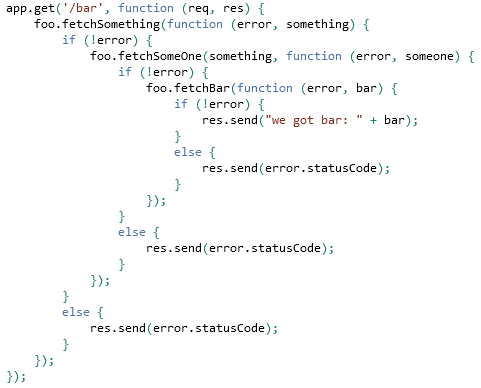 app.get('/bar', function (req, res) {
    foo.fetchSomething(function (error, something) {
        if (!error) {
            foo.fetchSomeOne(something, function (error, someone) {
                if (!error) {
                    foo.fetchBar(function (error, bar) {
                        if (!error) {
                            res.send("we got bar: " + bar);
                        }
                        else {
                            res.send(error.statusCode);
                        }
                    });
                }
                else {
                    res.send(error.statusCode);
                }
            });
        }
        else {
            res.send(error.statusCode);
        }
    });
});